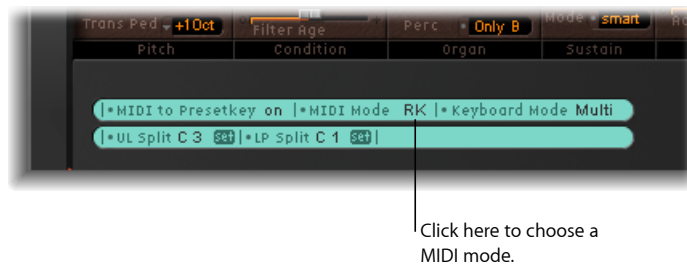 Trans Ped +1Oct Filter Age Perc Only B Mode smart
Pitch Condition Organ Sustain
MIDI to Presetkey on MIDI Mode RK Keyboard Mode Multi
UL Split C 3 set LP Split C 1 set
Click here to choose a
MIDI mode.